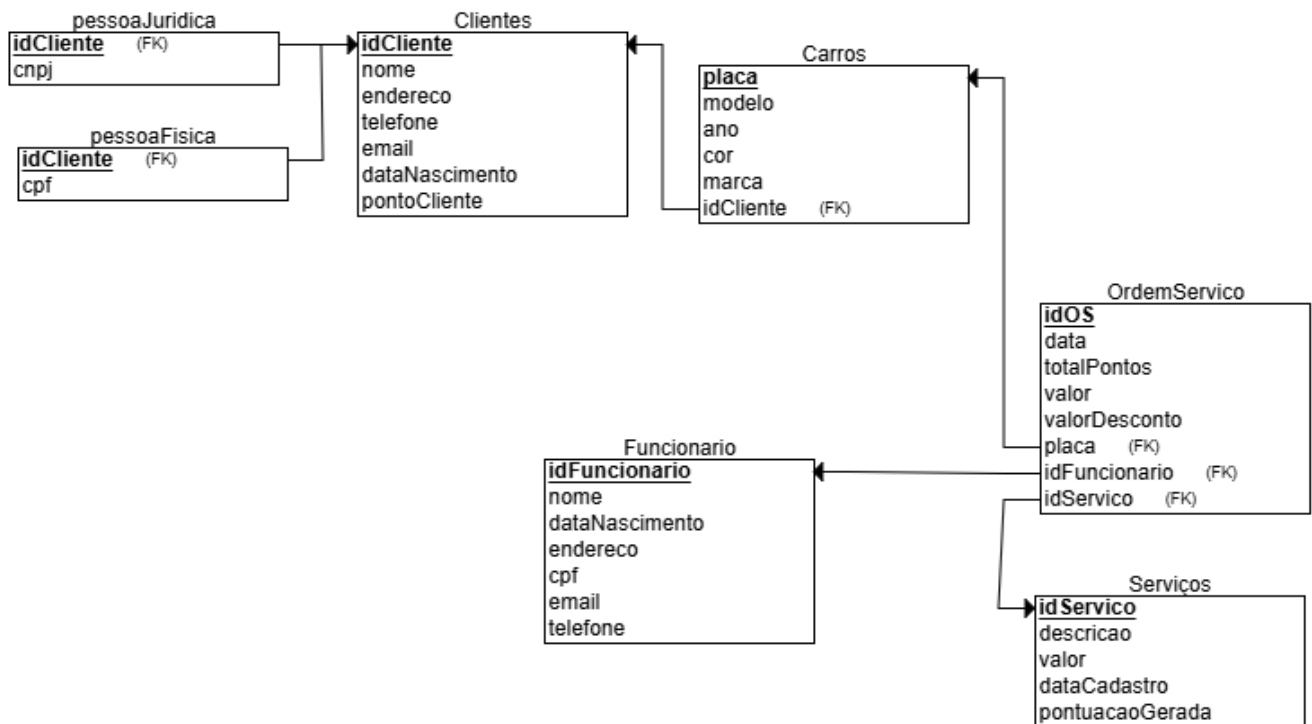 pessoaJuridica
idCliente (FK)
cnpj
pessoaFisica
idCliente (FK)
cpf
Clientes
idCliente
nome
endereco
telefone
email
dataNascimento
pontoCliente
Carros
placa
modelo
ano
cor
marca
idCliente (FK)
OrdemServico
idOS
data
totalPontos
valor
valorDesconto
placa (FK)
idFuncionario (FK)
idServico (FK)
Funcionario
idFuncionario
nome
dataNascimento
endereco
cpf
email
telefone
Serviços
idServico
descricao
valor
dataCadastro
pontuacaoGerada